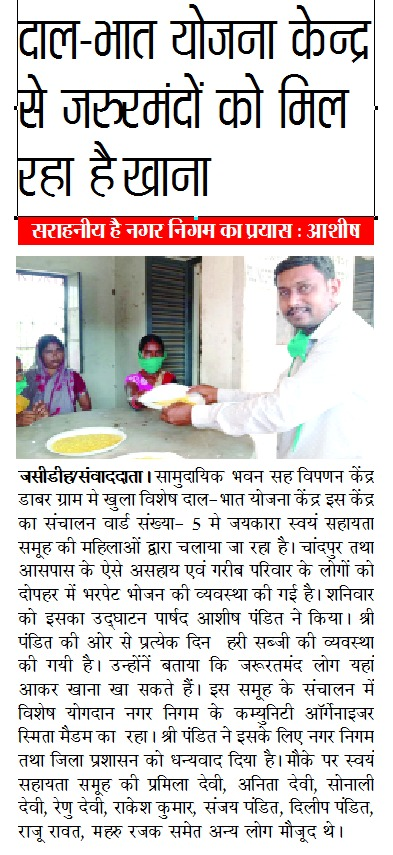 दाल-भात योजना केन्द्र
से जरुरमंदों को मिल
रहा है खाना
सराहनीय है नगर निगम का प्रयास : आशीष
जसीडीह/संवाददाता। सामुदायिक भवन सह विपणन केंद्र
डाबर ग्राम मे खुला विशेष दाल-भात योजना केंद्र इस केंद्र
का संचालन वार्ड संख्या- 5 मे जयकारा स्वयं सहायता
समूह की महिलाओं द्वारा चलाया जा रहा है। चांदपुर तथा
आसपास के ऐसे असहाय एवं गरीब परिवार के लोगों को
दोपहर में भरपेट भोजन की व्यवस्था की गई है। शनिवार
को इसका उद्घाटन पार्षद आशीष पंडित ने किया। श्री
पंडित की ओर से प्रत्येक दिन हरी सब्जी की व्यवस्था
की गयी है। उन्होंनें बताया कि जरूरतमंद लोग यहां
आकर खाना खा सकते हैं। इस समूह के संचालन में
विशेष योगदान नगर निगम के कम्युनिटी ऑर्गेनाइजर
स्मिता मैडम का रहा। श्री पंडित ने इसके लिए नगर निगम
तथा जिला प्रशासन को धन्यवाद दिया है। मौके पर स्वयं
सहायता समूह की प्रमिला देवी, अनिता देवी, सोनाली
देवी, रेणु देवी, राकेश कुमार, संजय पंडित, दिलीप पंडित,
राजू रावत, महरु रजक समेत अन्य लोग मौजूद थे।